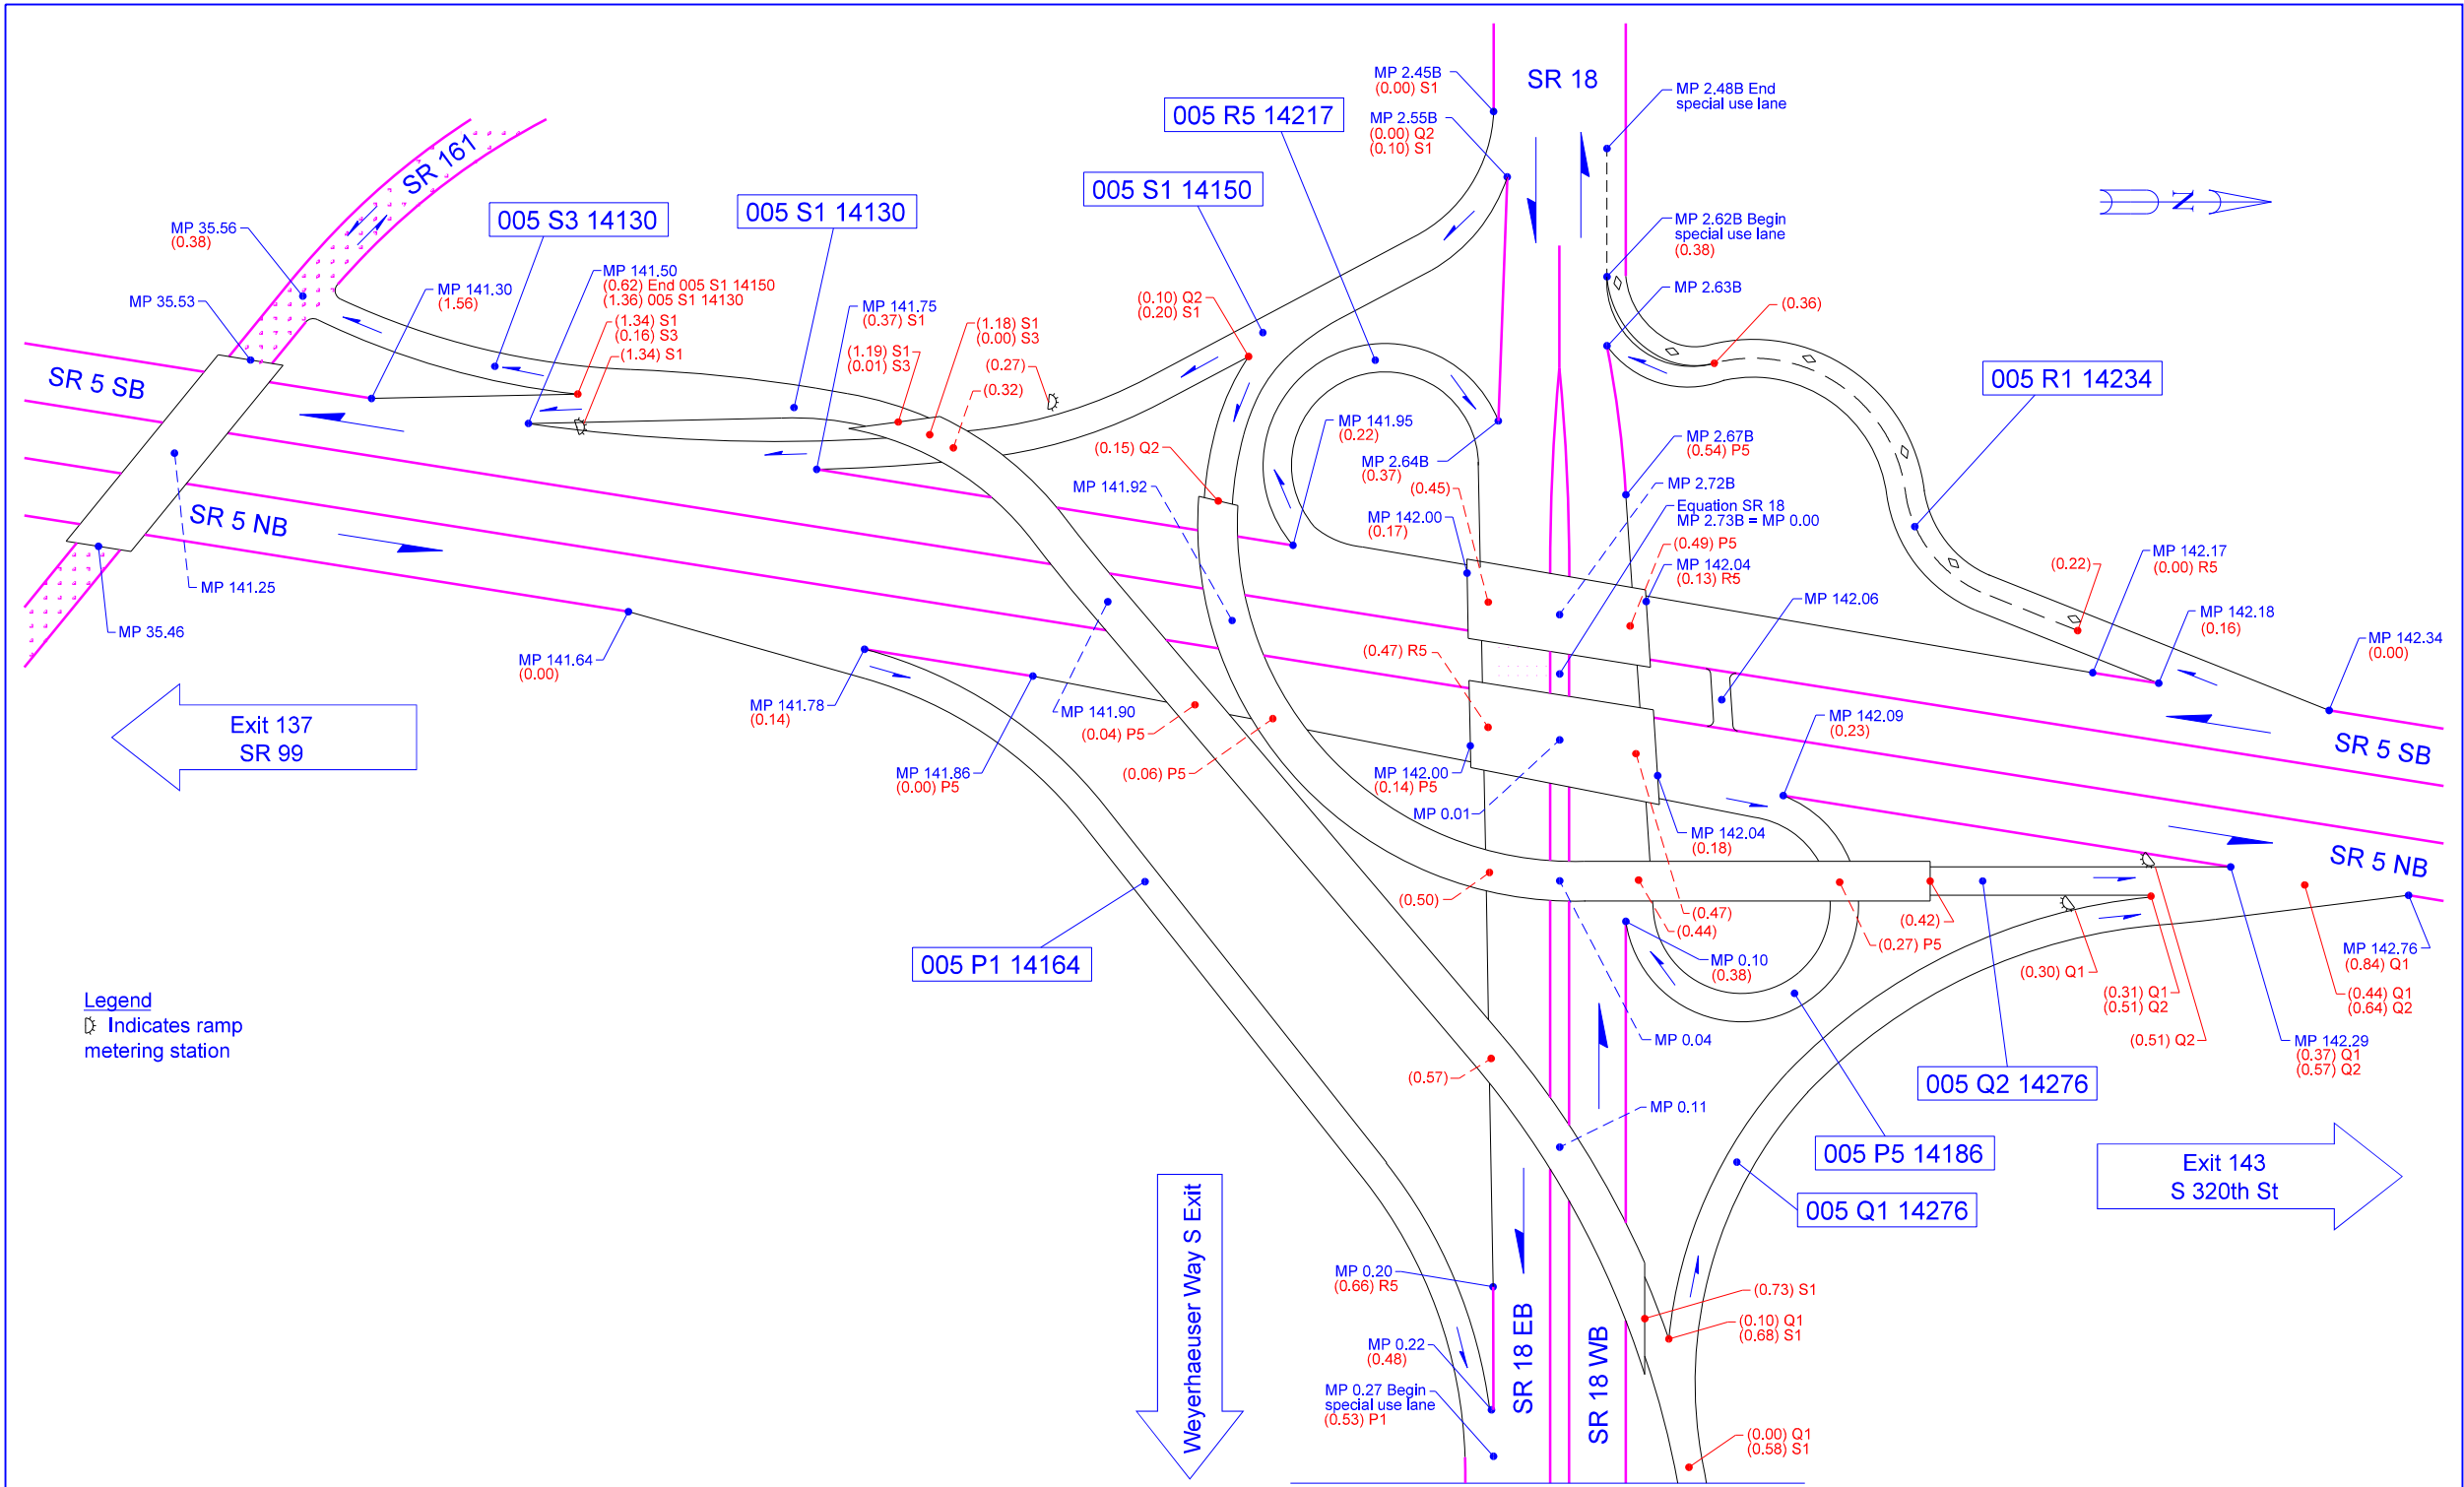 MP 2.45B
(0.00) S1
MP 2.55B
(0.00) Q2
(0.10) S1
SR 18
MP 2.48B End
special use lane
005 R5 14217
SR 161
005 S1 14150
005 S3 14130
005 S1 14130
N
MP 35.56
(0.38)
MP 2.62B Begin
special use lane
(0.38)
MP 35.53
MP 141.30
(1.56)
MP 141.50
(0.62) End 005 S1 14150
(1.36) 005 S1 14130
(1.34) S1
(0.16) S3
(1.34) S1
MP 141.75
(0.37) S1
(1.19) S1
(0.01) S3
(1.18) S1
(0.00) S3
(0.27)
(0.32)
(0.10) Q2
(0.20) S1
MP 2.63B
(0.36)
005 R1 14234
SR 5 SB
MP 141.95
(0.22)
(0.15) Q2
MP 2.64B
(0.37)
MP 2.67B
(0.54) P5
MP 141.92
(0.45)
MP 2.72B
Equation SR 18
MP 2.73B = MP 0.00
MP 142.00
(0.17)
SR 5 NB
(0.49) P5
MP 142.04
(0.13) R5
(0.22)
MP 142.17
(0.00) R5
MP 141.25
MP 142.06
MP 142.18
(0.16)
MP 35.46
MP 142.34
(0.00)
MP 141.64
(0.00)
(0.47) R5
MP 141.78
(0.14)
MP 141.90
(0.04) P5
MP 142.09
(0.23)
Exit 137
SR 99
SR 5 SB
MP 141.86
(0.00) P5
(0.06) P5
MP 142.00
(0.14) P5
MP 0.01
MP 142.04
(0.18)
SR 5 NB
(0.50)
(0.47)
(0.44)
(0.42)
(0.27) P5
005 P1 14164
MP 0.10
(0.38)
(0.30) Q1
MP 142.76
(0.84) Q1
(0.31) Q1
(0.51) Q2
(0.44) Q1
(0.64) Q2
Legend
Indicates ramp
metering station
MP 0.04
(0.51) Q2
MP 142.29
(0.37) Q1
(0.57) Q2
(0.57)
005 Q2 14276
MP 0.11
005 P5 14186
Exit 143
S 320th St
005 Q1 14276
Weyerhaeuser Way S Exit
MP 0.20
(0.66) R5
SR 18 EB
SR 18 WB
(0.73) S1
(0.10) Q1
(0.68) S1
MP 0.22
(0.48)
MP 0.27 Begin
special use lane
(0.53) P1
(0.00) Q1
(0.58) S1